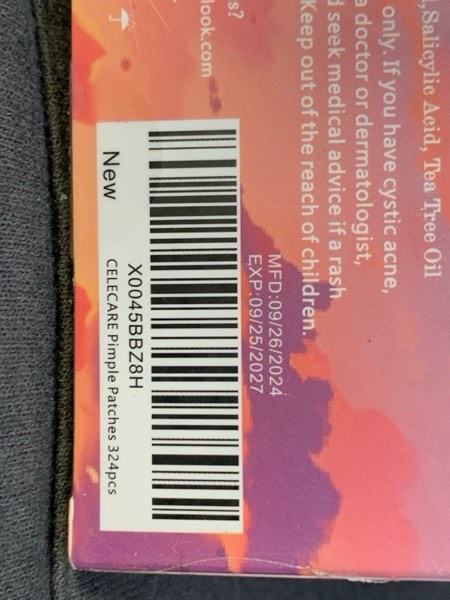 Salicylic Acid, Tea Tree Oil
only. If you have cystic acne,
a doctor or dermatologist,
seek medical advice if a rash
Keep out of the reach of children.
MFD:09/26/2024
EXP:09/25/2027
look.com
X0045BBZ8H
CELECARE Pimple Patches 324pcs
New